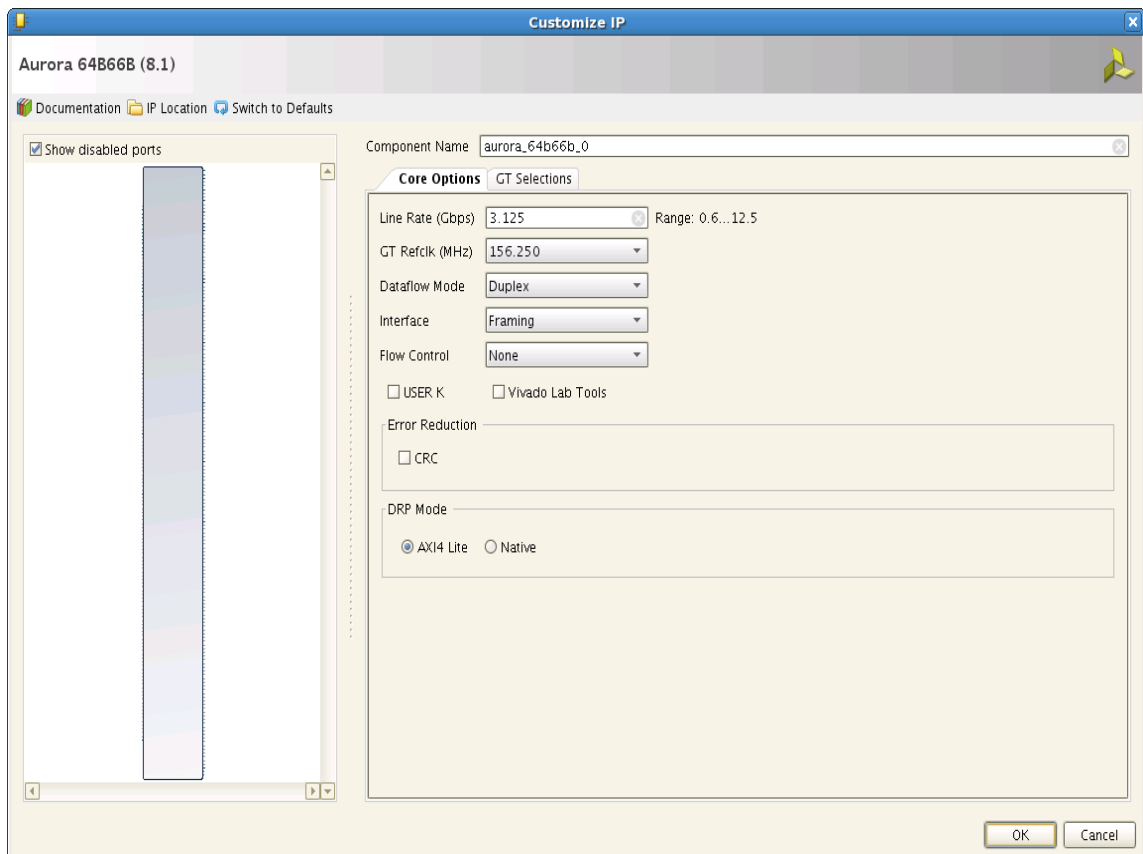 Customize IP
Aurora 64B66B (8.1)
Documentation IP Location Switch to Defaults
Show disabled ports
Component Name aurora_64b66b_0
Core Options GT Selections
Line Rate (Gbps) 3.125 Range: 0.6...12.5
GT Refclk (MHz) 156.250
Dataflow Mode Duplex
Interface Framing
Flow Control None
USER K Vivado Lab Tools
Error Reduction
CRC
DRP Mode
AXI4 Lite Native
OK Cancel